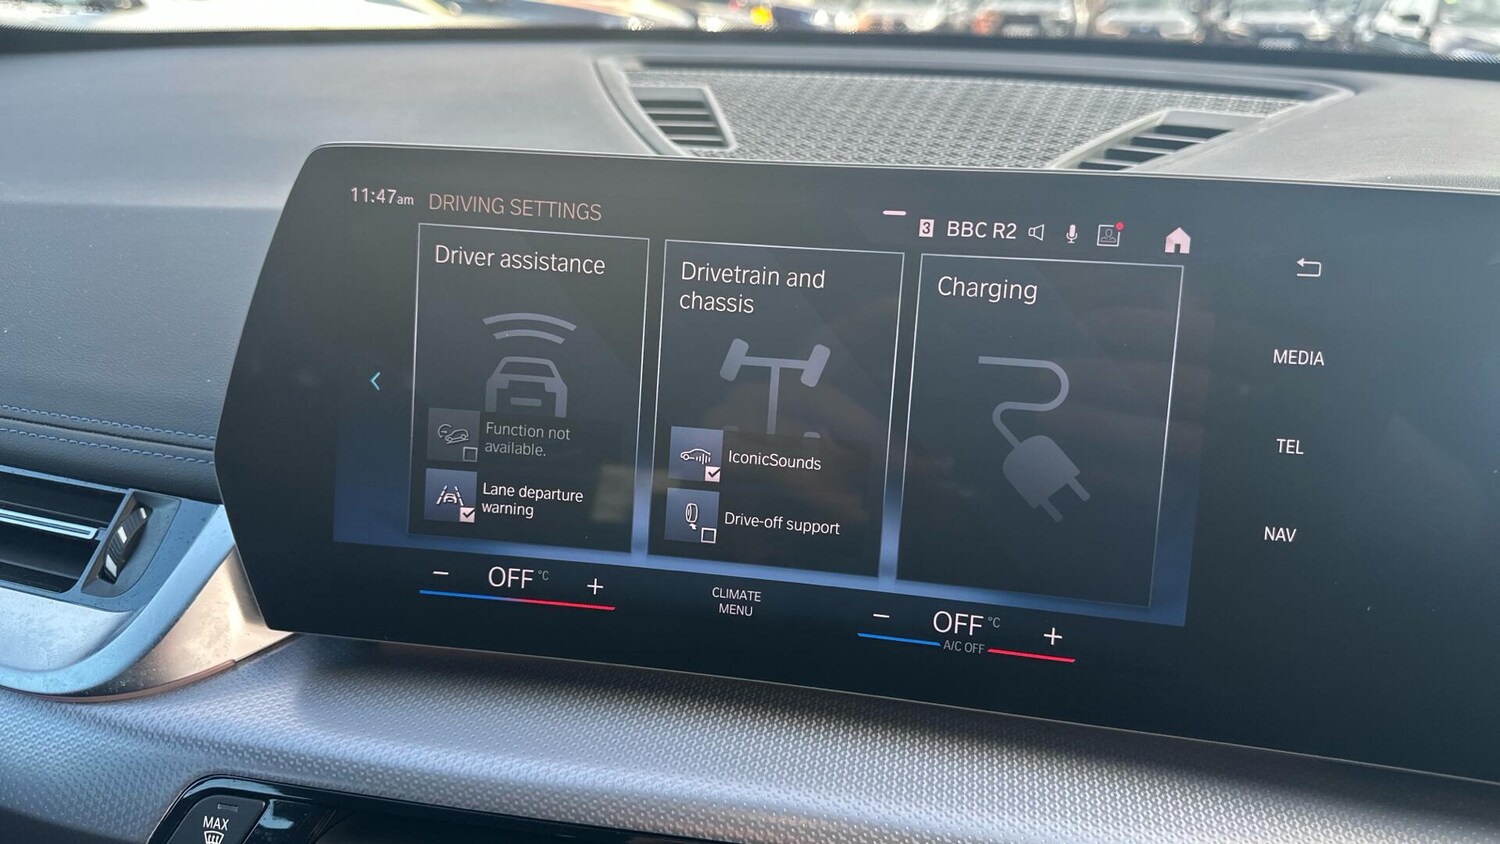 11:47am DRIVING SETTINGS
3 BBC R2
Driver assistance
Function not
available.
Lane departure
warning
Drivetrain and
chassis
IconicSounds
Drive-off support
Charging
MEDIA
TEL
NAV
− OFF °C +
CLIMATE
MENU
− OFF °C +
A/C OFF
MAX